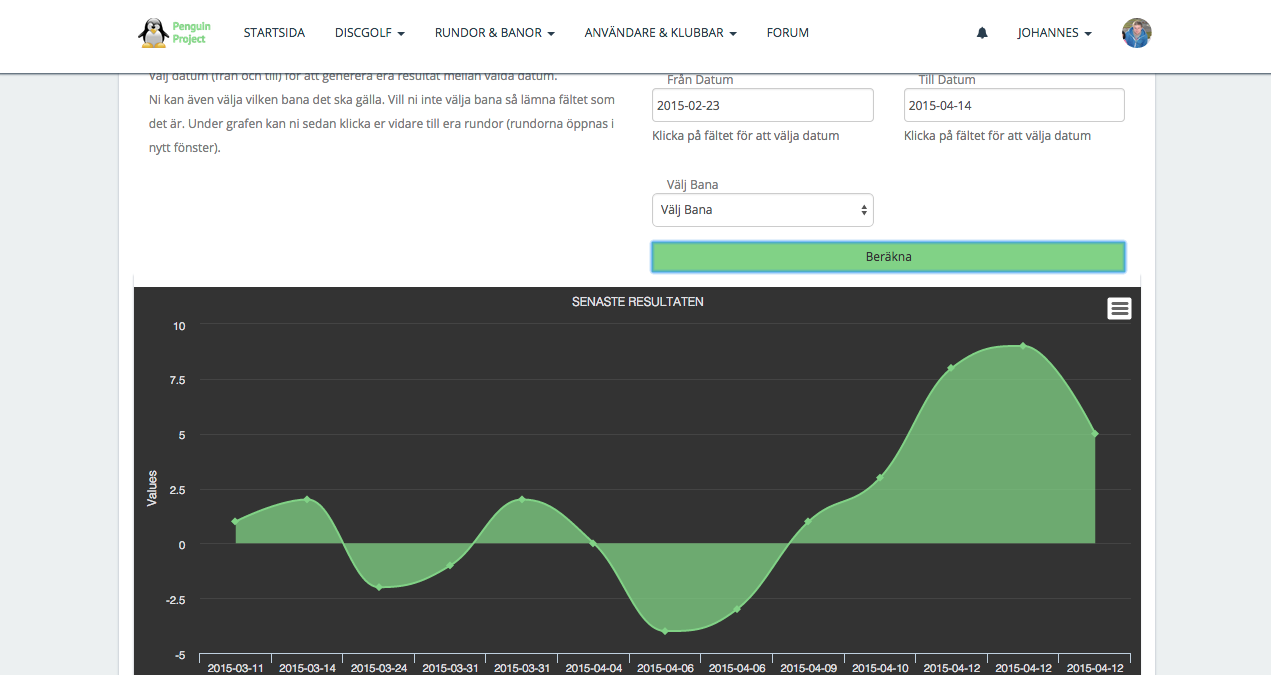 Penguin
Project
STARTSIDA
DISCGOLF
RUNDOR & BANOR
ANVÄNDARE & KLUBBAR
FORUM
JOHANNES
Välj datum (från och till) för att generera era resultat mellan valda datum.
Ni kan även välja vilken bana det ska gälla. Vill ni inte välja bana så lämna fältet som
det är. Under grafen kan ni sedan klicka er vidare till era rundor (rundorna öppnas i
nytt fönster).
Från Datum
2015-02-23
Klicka på fältet för att välja datum
Till Datum
2015-04-14
Klicka på fältet för att välja datum
Välj Bana
Välj Bana
Beräkna
SENASTE RESULTATEN
Values
10
7.5
5
2.5
0
-2.5
-5
2015-03-11
2015-03-14
2015-03-24
2015-03-31
2015-03-31
2015-04-04
2015-04-06
2015-04-06
2015-04-09
2015-04-10
2015-04-12
2015-04-12
2015-04-12